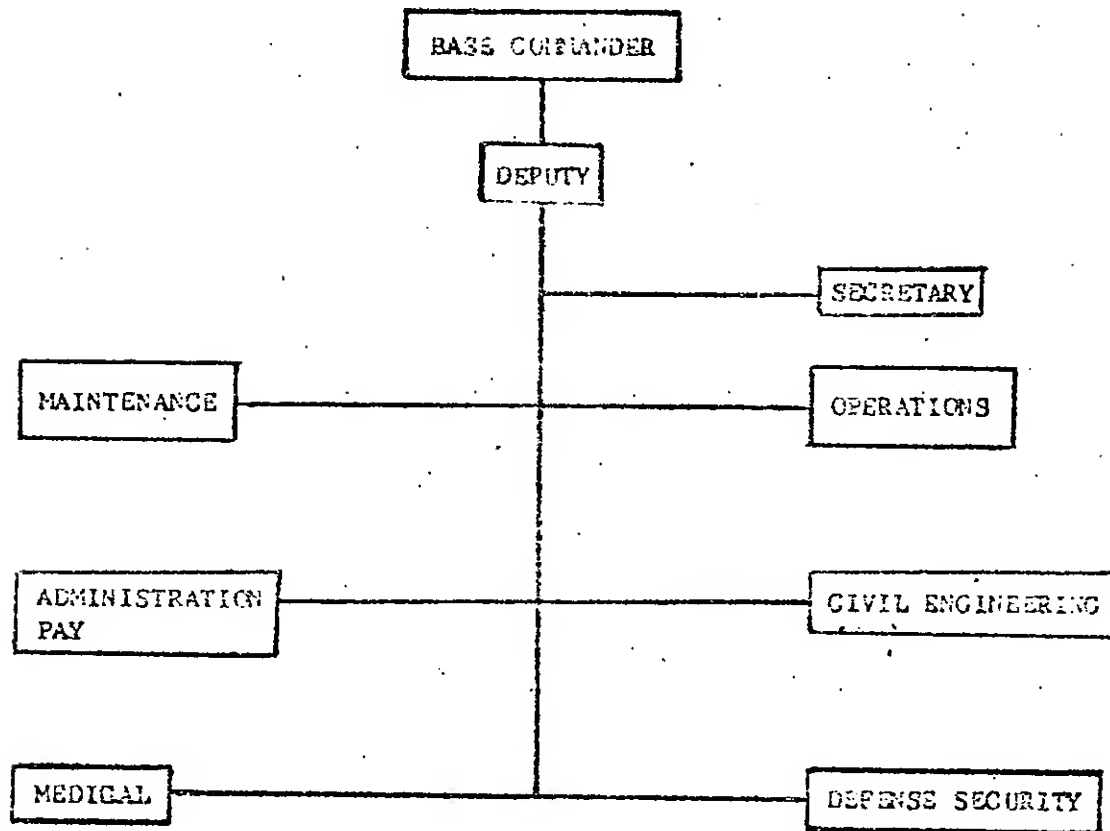 BASE COMMANDER
DEPUTY
SECRETARY
MAINTENANCE
OPERATIONS
ADMINISTRATION
PAY
CIVIL ENGINEERING
MEDICAL
DEFENSE SECURITY